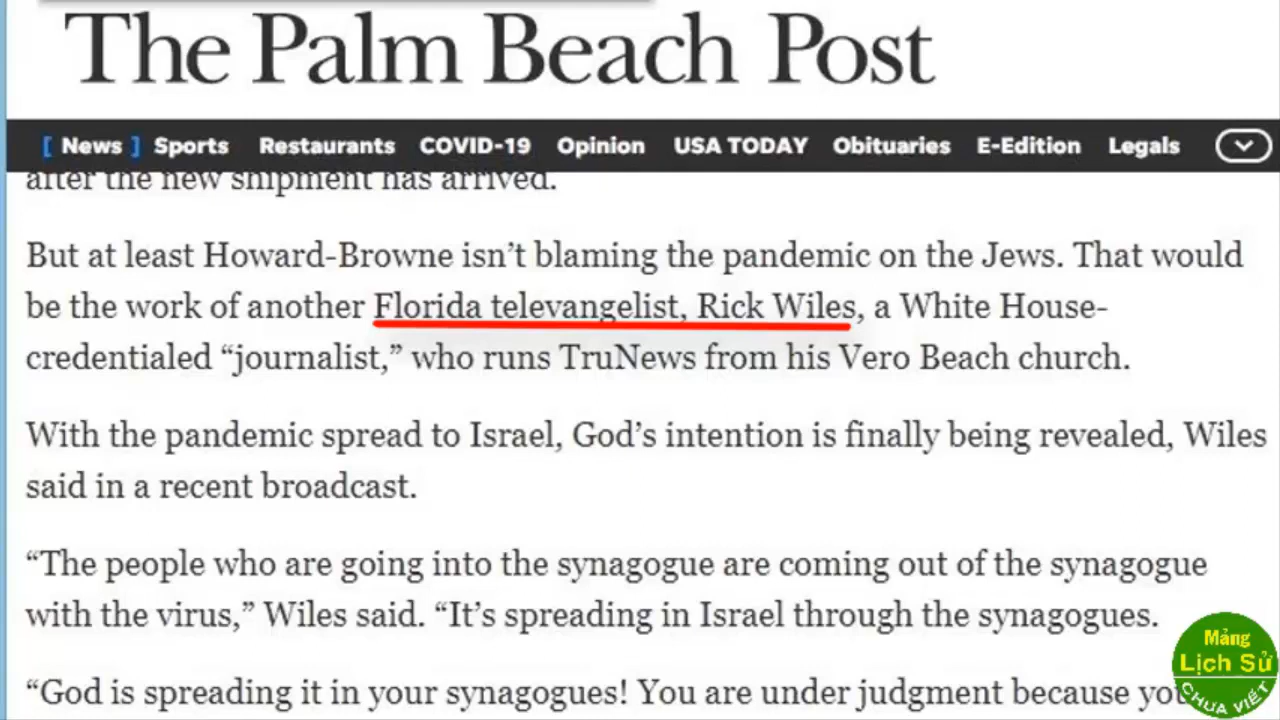 The Palm Beach Post
[ News ] Sports Restaurants COVID-19 Opinion USA TODAY Obituaries E-Edition Legals
after the new shipment has arrived.
But at least Howard-Browne isn’t blaming the pandemic on the Jews. That would
be the work of another Florida televangelist, Rick Wiles, a White House-
credentialed “journalist,” who runs TruNews from his Vero Beach church.
With the pandemic spread to Israel, God’s intention is finally being revealed, Wiles
said in a recent broadcast.
“The people who are going into the synagogue are coming out of the synagogue
with the virus,” Wiles said. “It’s spreading in Israel through the synagogues.
“God is spreading it in your synagogues! You are under judgment because
Mảng
Lịch Sử
CHƯA VIẾT